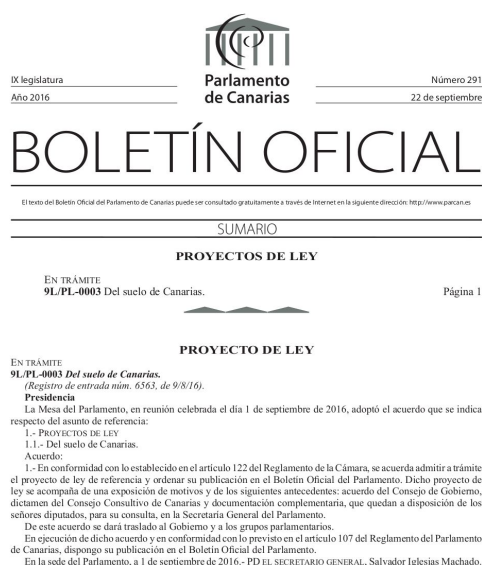 Parlamento
de Canarias
IX legislatura
Número 291
Año 2016
22 de septiembre
BOLETÍN OFICIAL
El texto del Boletín Oficial del Parlamento de Canarias puede ser consultado gratuitamente a través de Internet en la siguiente dirección: http://www.parcan.es
SUMARIO
PROYECTOS DE LEY
EN TRÁMITE
9L/PL-0003 Del suelo de Canarias. Página 1
PROYECTO DE LEY
EN TRÁMITE
9L/PL-0003 Del suelo de Canarias.
(Registro de entrada núm. 6563, de 9/8/16).
Presidencia
La Mesa del Parlamento, en reunión celebrada el día 1 de septiembre de 2016, adoptó el acuerdo que se indica
respecto del asunto de referencia:
1.- PROYECTOS DE LEY
1.1.- Del suelo de Canarias.
Acuerdo:
1.- En conformidad con lo establecido en el artículo 122 del Reglamento de la Cámara, se acuerda admitir a trámite
el proyecto de ley de referencia y ordenar su publicación en el Boletín Oficial del Parlamento. Dicho proyecto de
ley se acompaña de una exposición de motivos y de los siguientes antecedentes: acuerdo del Consejo de Gobierno,
dictamen del Consejo Consultivo de Canarias y documentación complementaria, que quedan a disposición de los
señores diputados, para su consulta, en la Secretaría General del Parlamento.
De este acuerdo se dará traslado al Gobierno y a los grupos parlamentarios.
En ejecución de dicho acuerdo y en conformidad con lo previsto en el artículo 107 del Reglamento del Parlamento
de Canarias, dispongo su publicación en el Boletín Oficial del Parlamento.
En la sede del Parlamento, a 1 de septiembre de 2016.- PD EL SECRETARIO GENERAL, Salvador Iglesias Machado.